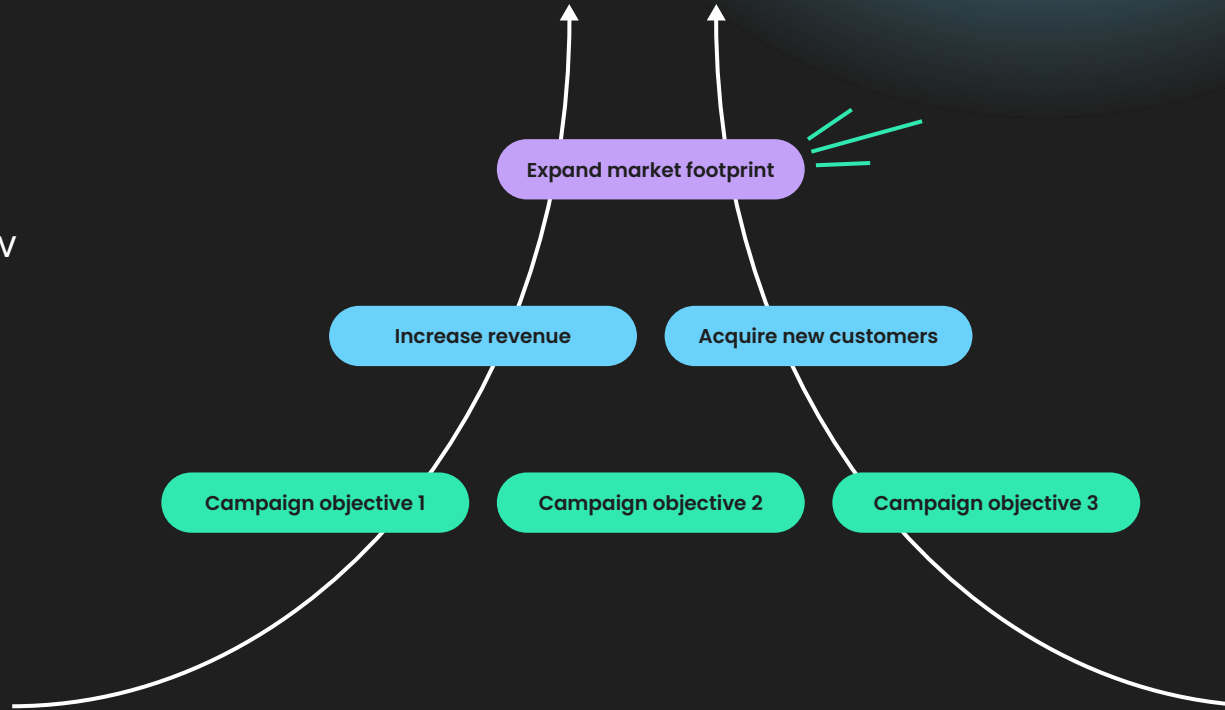 Expand market footprint
Increase revenue
Acquire new customers
Campaign objective 1
Campaign objective 2
Campaign objective 3